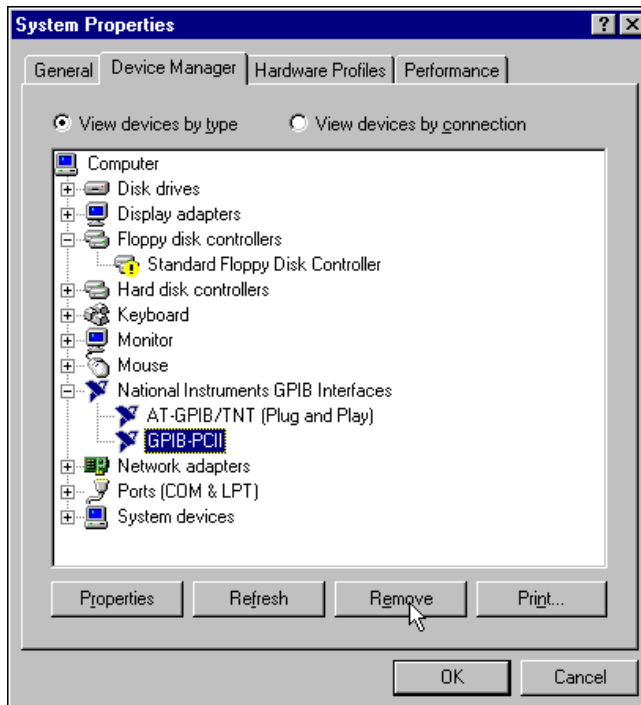 System Properties
General Device Manager Hardware Profiles Performance
View devices by type View devices by connection
Computer
Disk drives
Display adapters
Floppy disk controllers
Standard Floppy Disk Controller
Hard disk controllers
Keyboard
Monitor
Mouse
National Instruments GPIB Interfaces
AT-GPIB/TNT (Plug and Play)
GPIB-PCII
Network adapters
Ports (COM & LPT)
System devices
Properties Refresh Remove Print...
OK Cancel